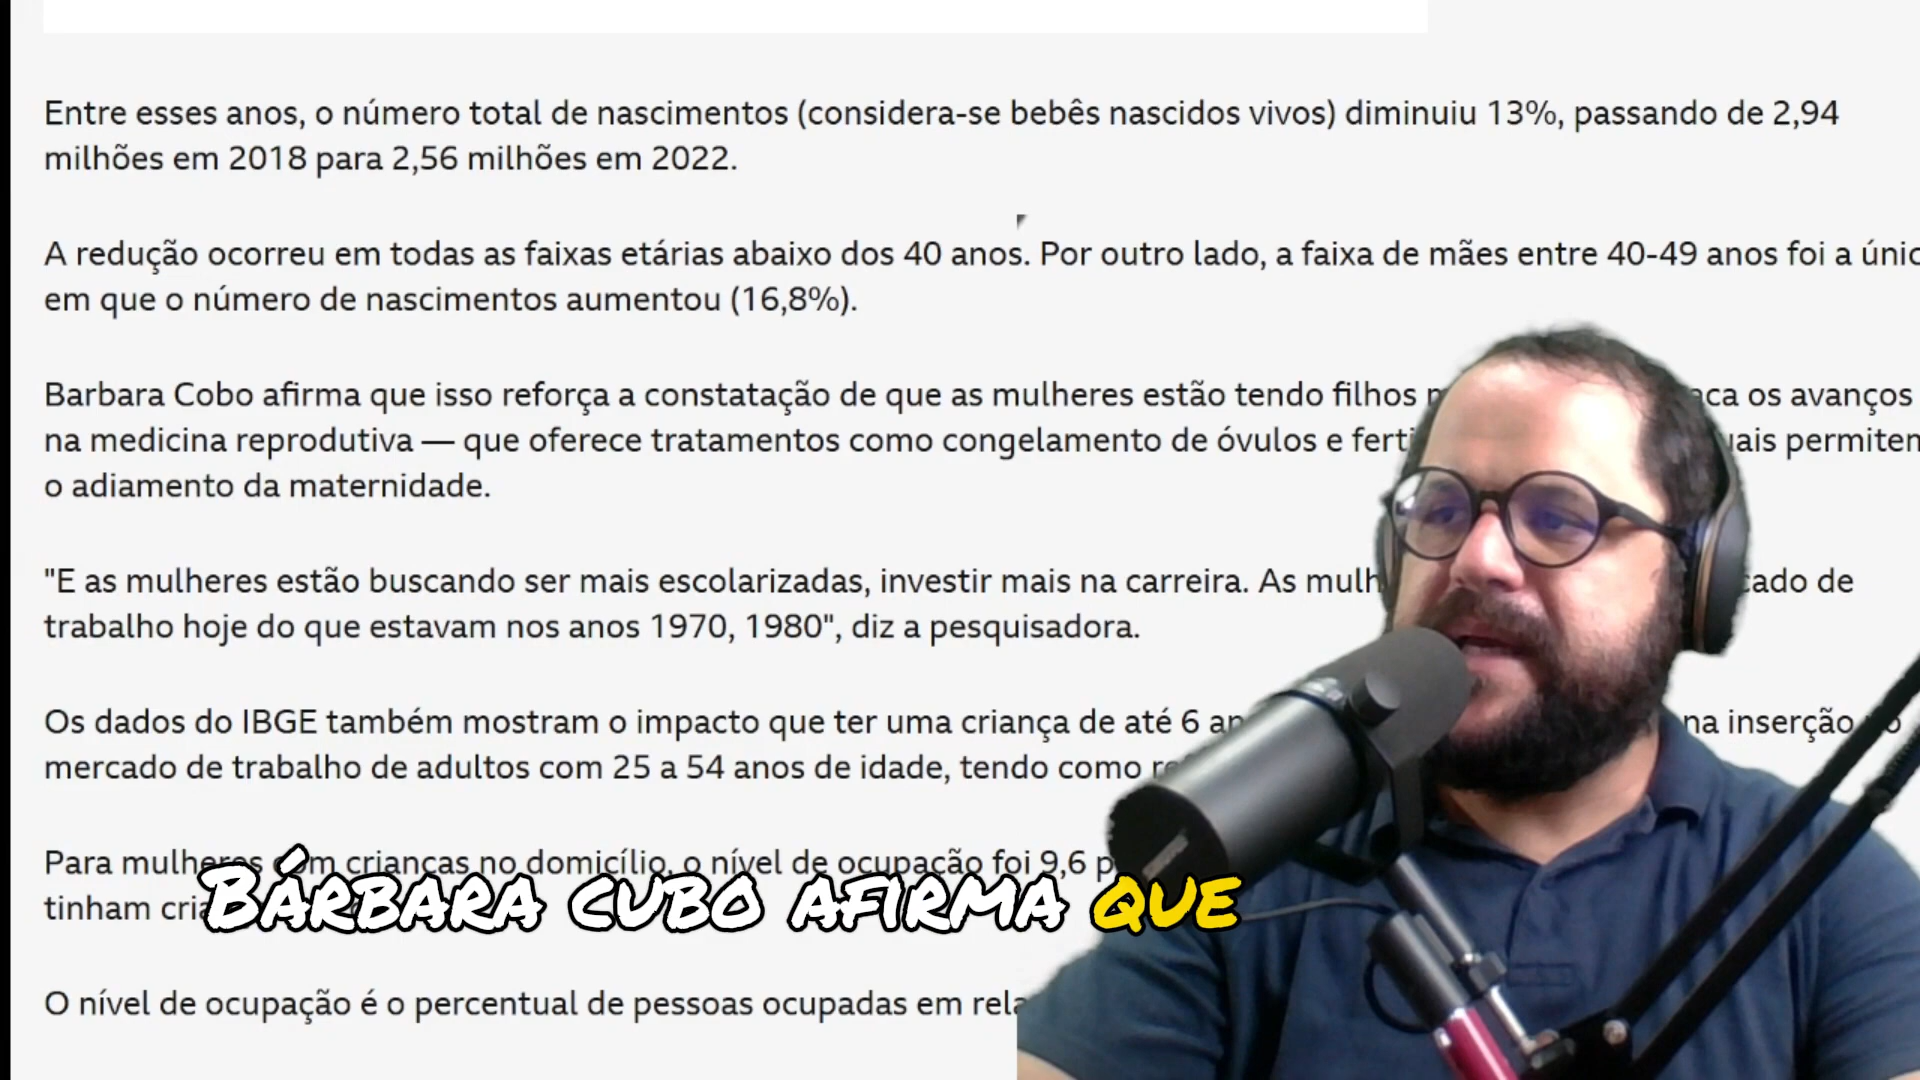 Entre esses anos, o número total de nascimentos (considera-se bebês nascidos vivos) diminuiu 13%, passando de 2,94
milhões em 2018 para 2,56 milhões em 2022.
A redução ocorreu em todas as faixas etárias abaixo dos 40 anos. Por outro lado, a faixa de mães entre 40-49 anos foi a únic
em que o número de nascimentos aumentou (16,8%).
Barbara Cobo afirma que isso reforça a constatação de que as mulheres estão tendo filhos os avanços
na medicina reprodutiva — que oferece tratamentos como congelamento de óvulos e permitem
o adiamento da maternidade.
"E as mulheres estão buscando ser mais escolarizadas, investir mais na carreira. As de
trabalho hoje do que estavam nos anos 1970, 1980", diz a pesquisadora.
Os dados do IBGE também mostram o impacto que ter uma criança de até 6 na inserção
mercado de trabalho de adultos com 25 a 54 anos de idade, tendo como
Para mulheres com crianças no domicílio, o nível de ocupação foi 9,6
tinham
Bárbara cubo afirma que
O nível de ocupação é o percentual de pessoas ocupadas em